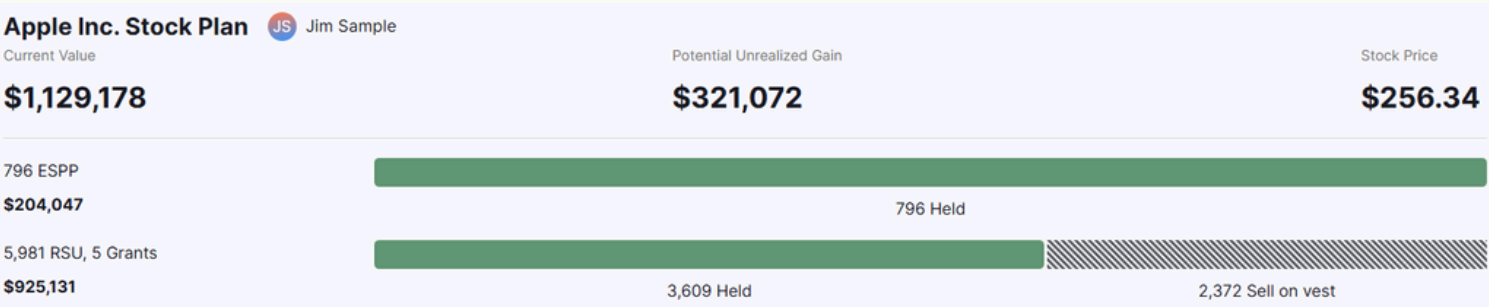 Apple Inc. Stock Plan JS Jim Sample
Current Value Potential Unrealized Gain Stock Price
$1,129,178 $321,072 $256.34
796 ESPP
$204,047
796 Held
5,981 RSU, 5 Grants
$925,131
3,609 Held 2,372 Sell on vest